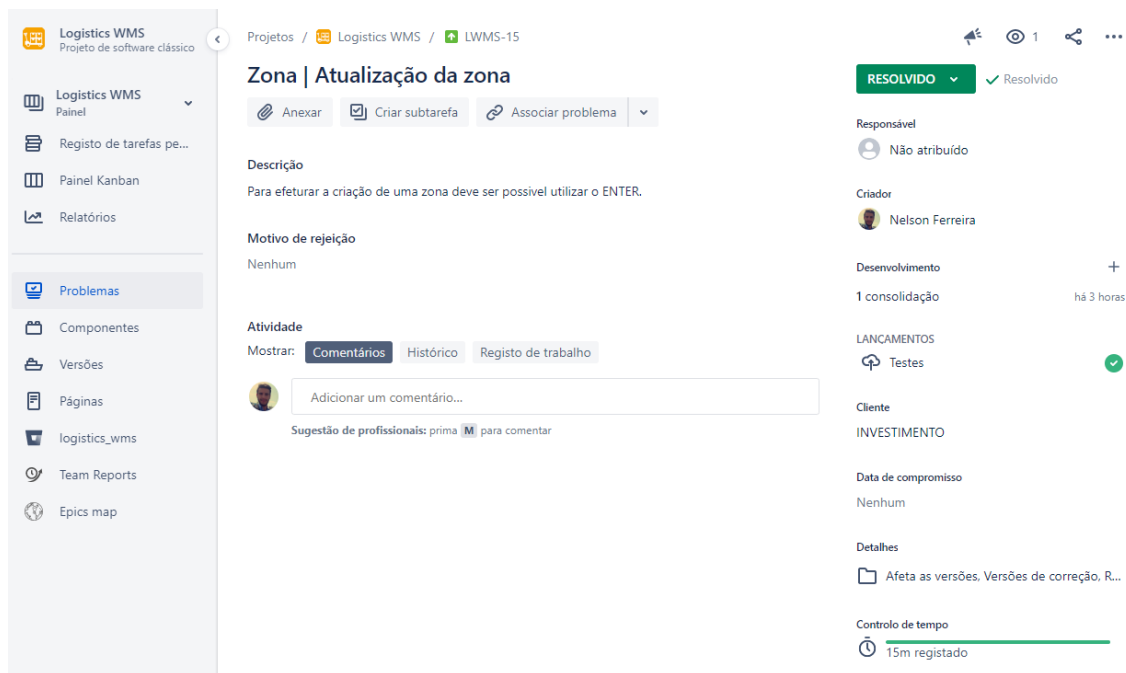 Logistics WMS
Projeto de software clássico
Logistics WMS
Painel
Registo de tarefas pe...
Painel Kanban
Relatórios
Problemas
Componentes
Versões
Páginas
logistics_wms
Team Reports
Epics map
Projetos / Logistics WMS / LWMS-15
1
Zona | Atualização da zona
Anexar Criar subtarefa Associar problema
Descrição
Para efeturar a criação de uma zona deve ser possivel utilizar o ENTER.
Motivo de rejeição
Nenhum
Atividade
Mostrar: Comentários Histórico Registo de trabalho
Adicionar um comentário...
Sugestão de profissionais: prima M para comentar
RESOLVIDO Resolvido
Responsável
Não atribuído
Criador
Nelson Ferreira
Desenvolvimento
1 consolidação há 3 horas
LANCAMENTOS
Testes
Cliente
INVESTIMENTO
Data de compromisso
Nenhum
Detalhes
Afeta as versões, Versões de correção, R...
Controlo de tempo
15m registado